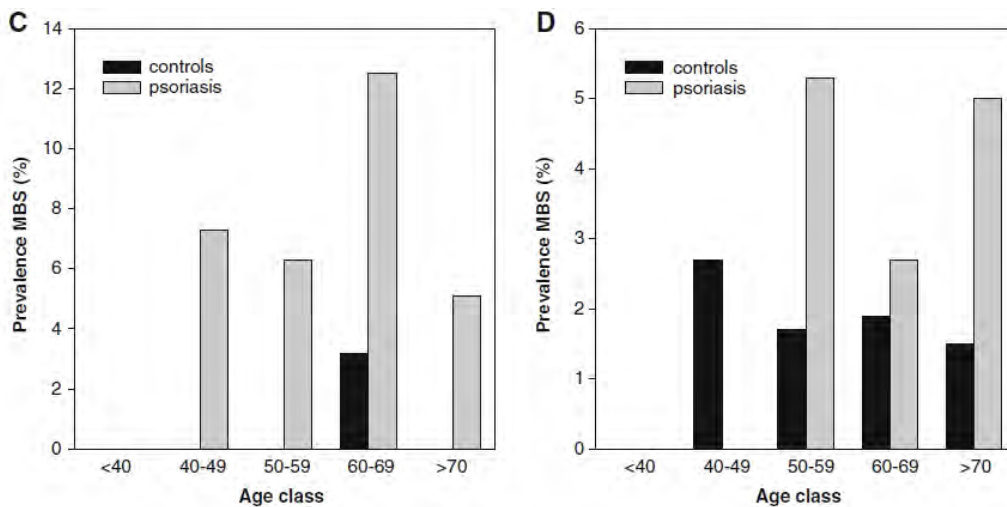 C
14
12
10
8
6
4
2
0
Prevalence MBS (%)
controls
psoriasis
<40 40-49 50-59 60-69 >70
Age class
D
6
5
4
3
2
1
0
Prevalence MBS (%)
controls
psoriasis
<40 40-49 50-59 60-69 >70
Age class